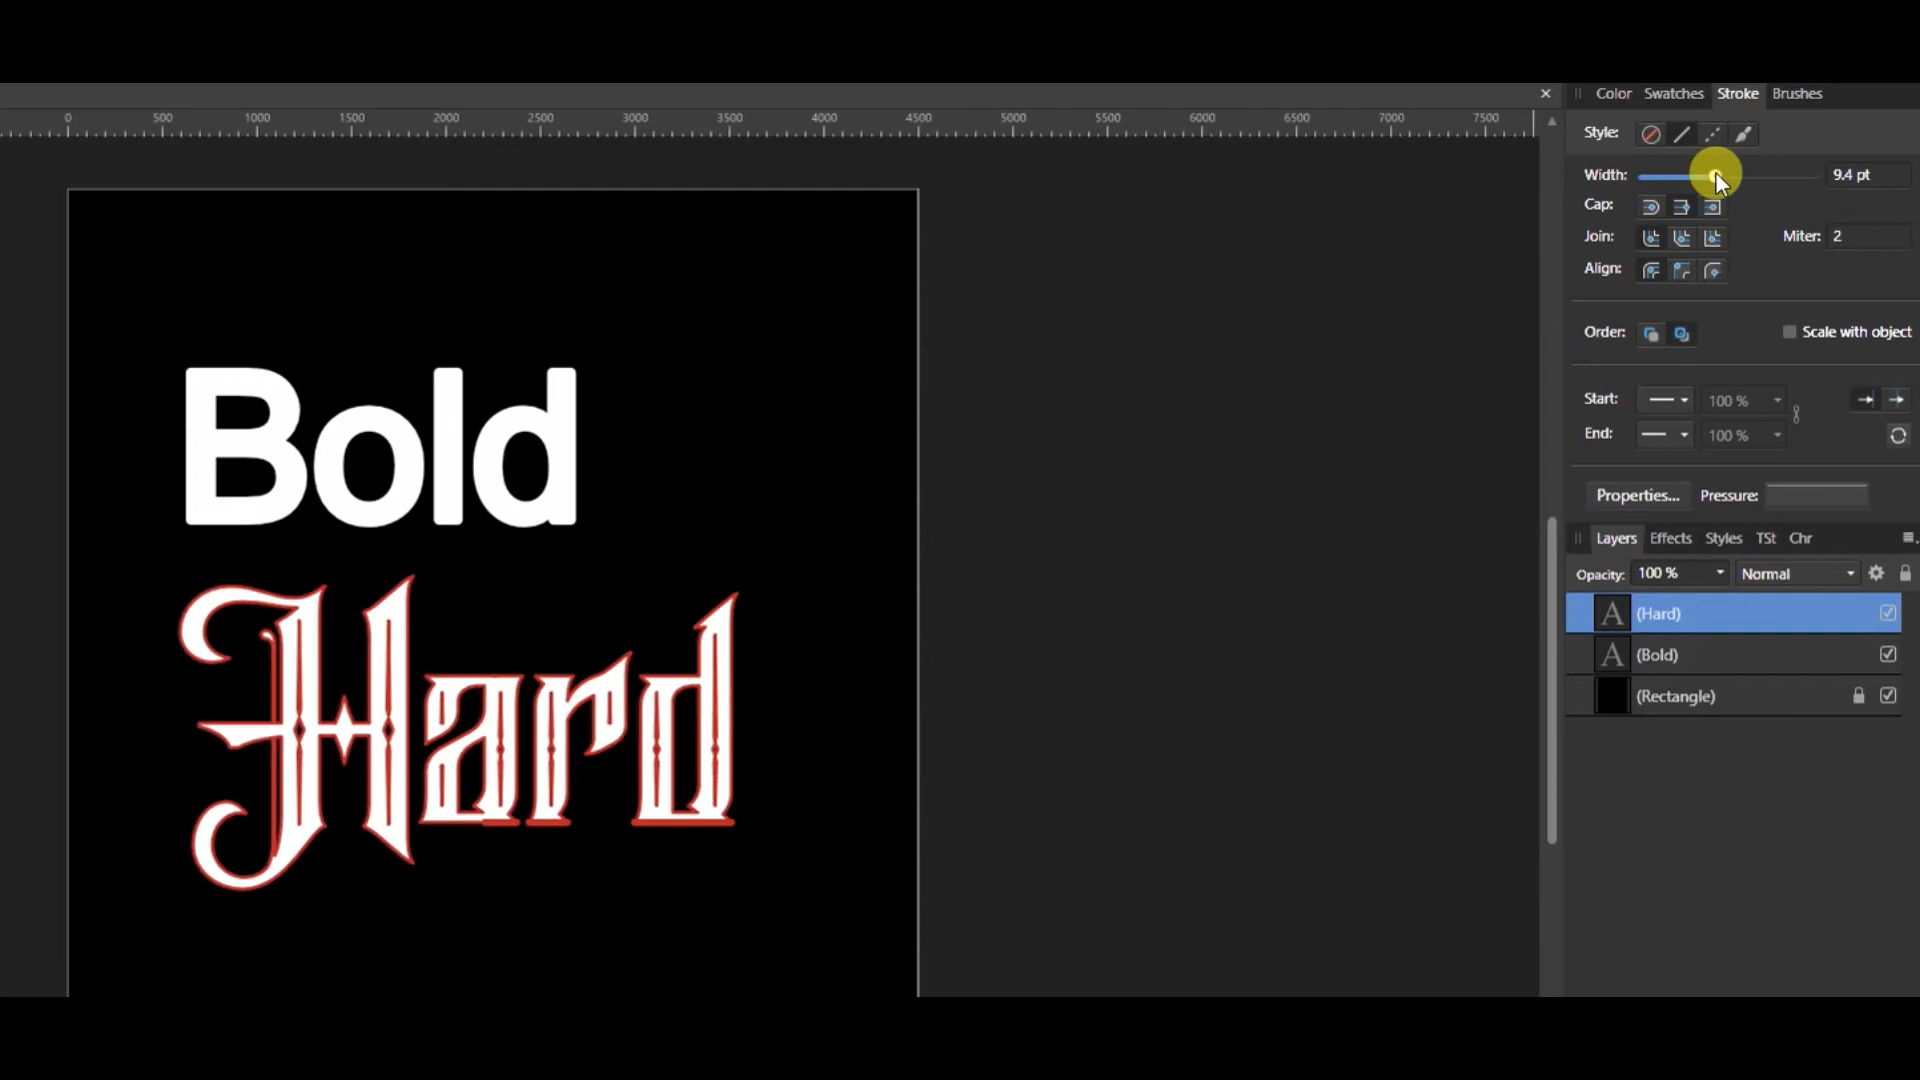 Color Swatches Stroke Brushes
0 500 1000 1500 2000 2500 3000 3500 4000 4500 5000 5500 6000 6500 7000 7500
Style:
Width: 9.4 pt
Cap:
Join: Miter: 2
Align:
Order: Scale with object
Start: 100 %
End: 100 %
Properties... Pressure:
Layers Effects Styles TSt Chr
Opacity: 100 % Normal
A (Hard)
A (Bold)
(Rectangle)
Bold
Hard